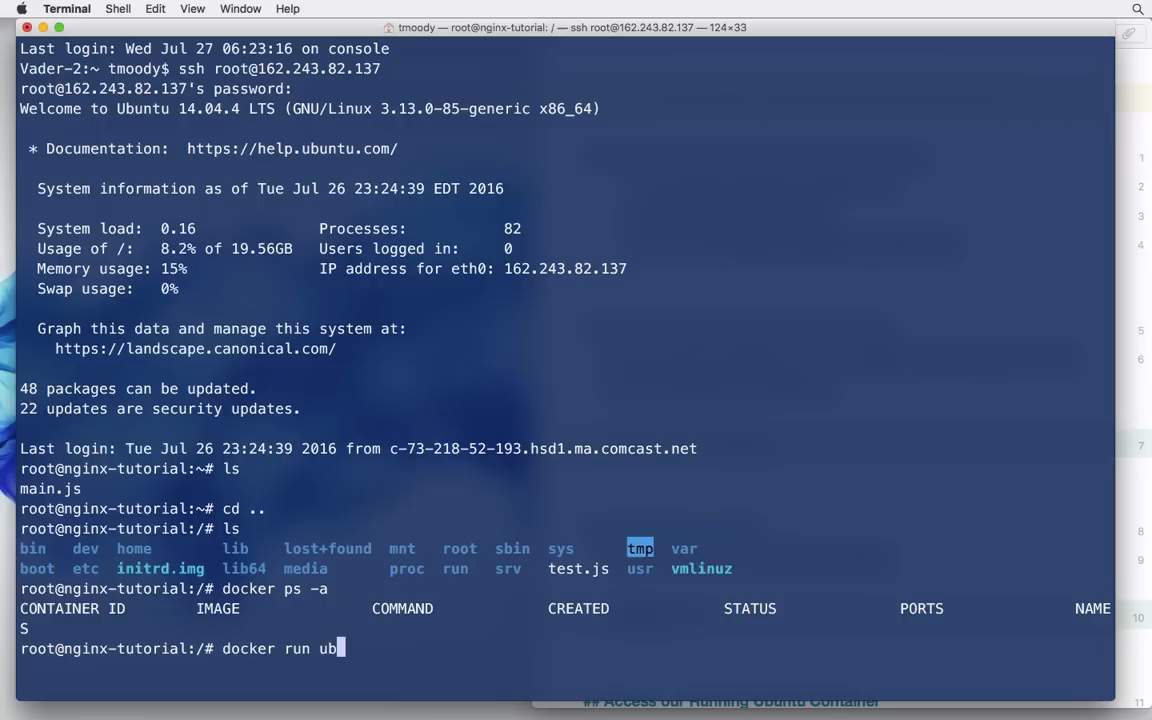 Terminal Shell Edit View Window Help
tmoody — root@nginx-tutorial: / — ssh root@162.243.82.137 — 124×33
Last login: Wed Jul 27 06:23:16 on console
Vader-2:~ tmoody$ ssh root@162.243.82.137
root@162.243.82.137's password:
Welcome to Ubuntu 14.04.4 LTS (GNU/Linux 3.13.0-85-generic x86_64)
* Documentation:  https://help.ubuntu.com/
System information as of Tue Jul 26 23:24:39 EDT 2016
System load:  0.16              Processes:           82
Usage of /:   8.2% of 19.56GB   Users logged in:     0
Memory usage: 15%               IP address for eth0: 162.243.82.137
Swap usage:   0%
Graph this data and manage this system at:
https://landscape.canonical.com/
48 packages can be updated.
22 updates are security updates.
Last login: Tue Jul 26 23:24:39 2016 from c-73-218-52-193.hsd1.ma.comcast.net
root@nginx-tutorial:~# ls
main.js
root@nginx-tutorial:~# cd ..
root@nginx-tutorial:/# ls
bin   dev  home        lib    lost+found  mnt   root  sbin  sys      tmp  var
boot  etc  initrd.img  lib64  media       proc  run   srv   test.js  usr  vmlinuz
root@nginx-tutorial:/# docker ps -a
CONTAINER ID        IMAGE               COMMAND             CREATED             STATUS              PORTS               NAME
S
root@nginx-tutorial:/# docker run ub
## Access our Running Ubuntu Container
1
2
3
4
5
6
7
8
9
10
11